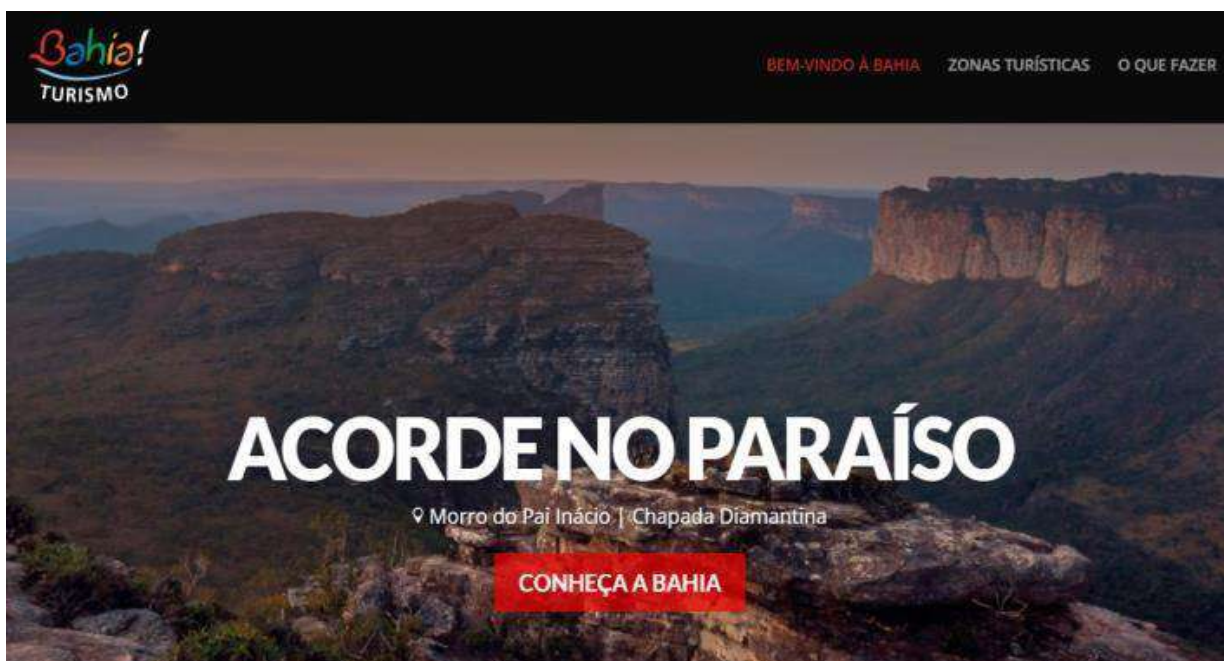 Bahia!
TURISMO
BEM-VINDO À BAHIA ZONAS TURÍSTICAS O QUE FAZER
ACORDE NO PARAÍSO
Morro do Pai Inácio | Chapada Diamantina
CONHEÇA A BAHIA